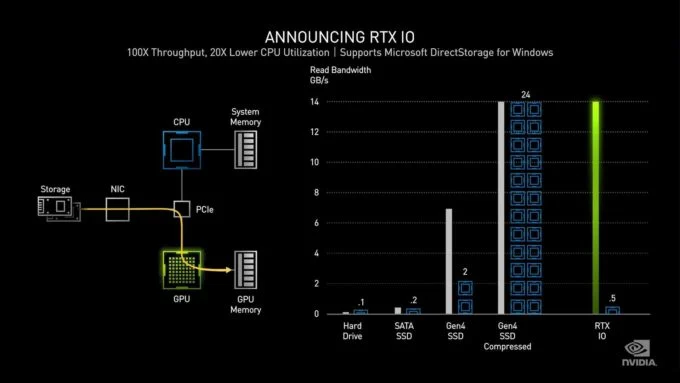 ANNOUNCING RTX IO
100X Throughput, 20X Lower CPU Utilization | Supports Microsoft DirectStorage for Windows
CPU
System
Memory
Storage
NIC
PCIe
GPU
GPU
Memory
Read Bandwidth
GB/s
14
12
10
8
6
4
2
0
.1
.2
2
24
.5
Hard
Drive
SATA
SSD
Gen4
SSD
Gen4
SSD
Compressed
RTX
IO
NVIDIA.